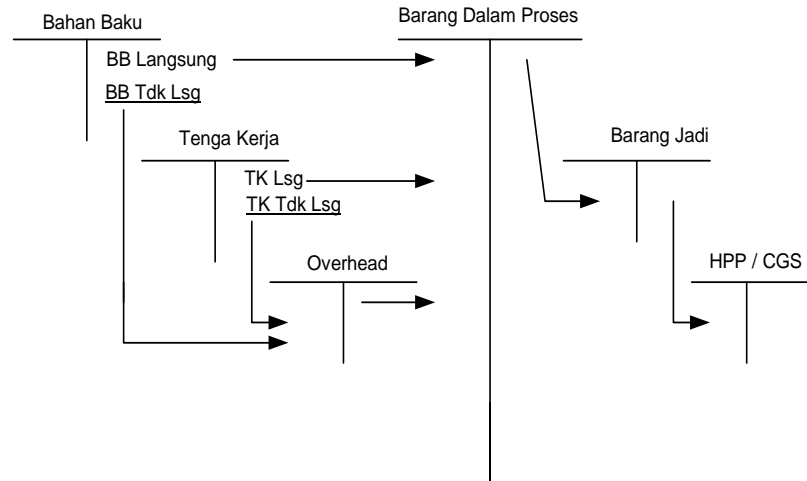 Bahan Baku
Barang Dalam Proses
BB Langsung
BB Tdk Lsg
Tenga Kerja
Barang Jadi
TK Lsg
TK Tdk Lsg
Overhead
HPP / CGS